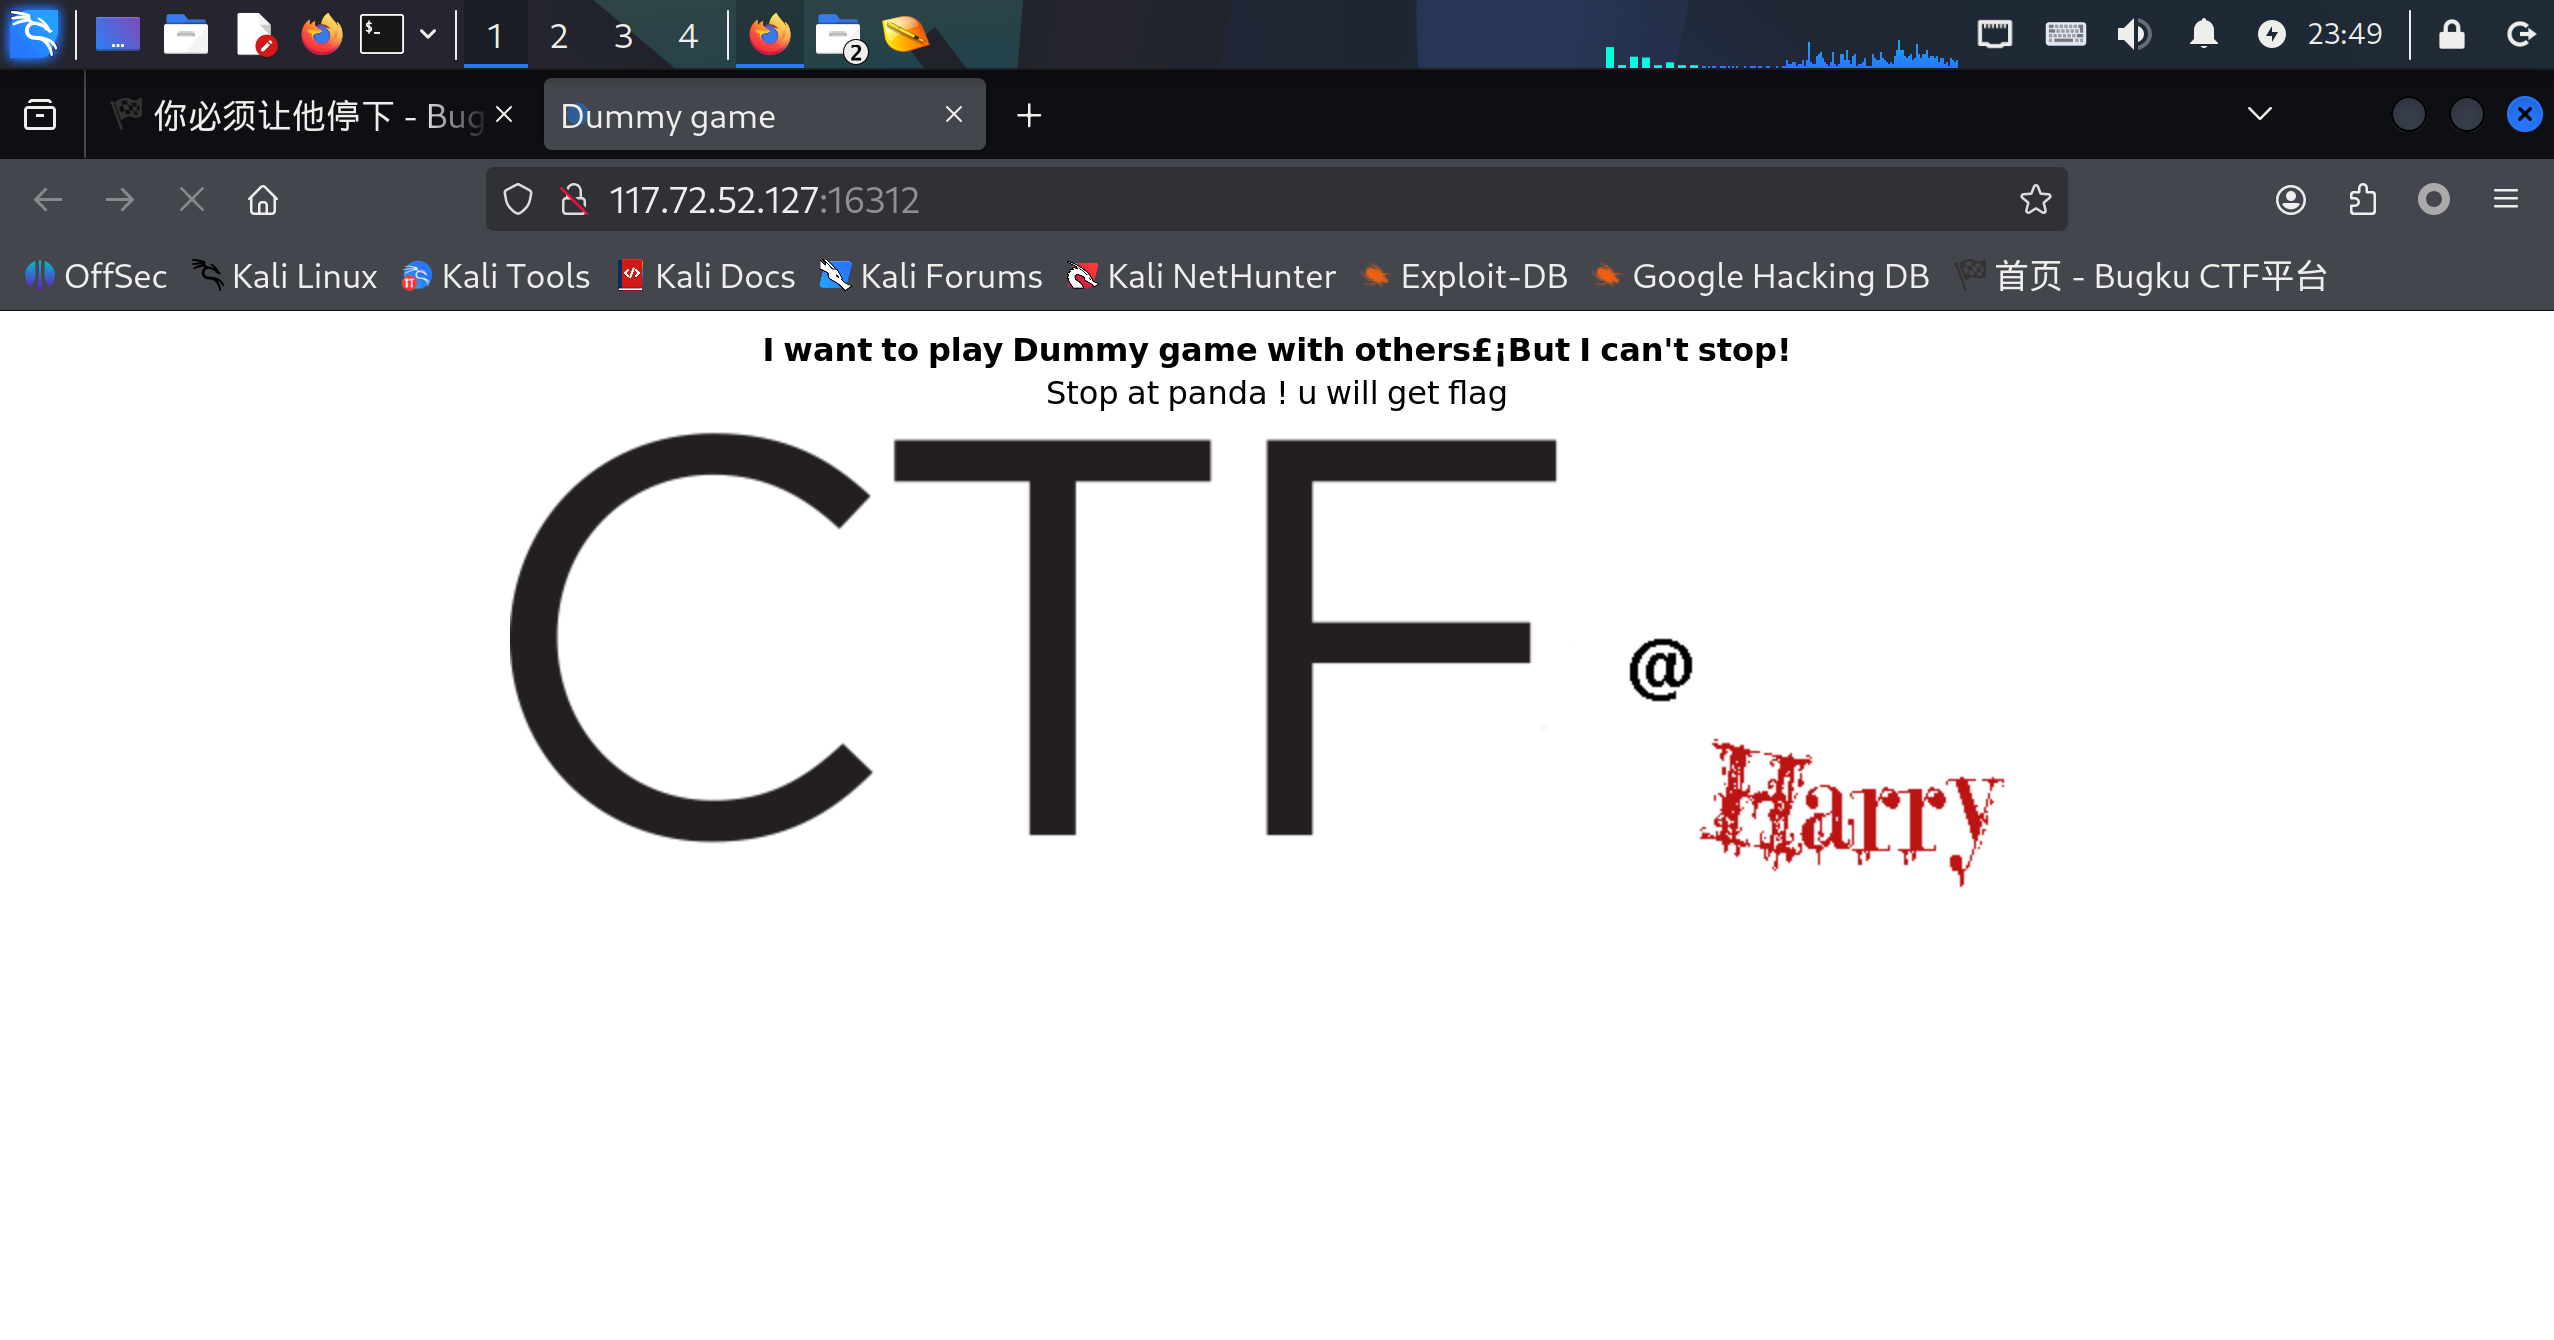 1 2 3 4 2 23:49
你必须让他停下 - Bug
Dummy game
117.72.52.127:16312
OffSec Kali Linux Kali Tools Kali Docs Kali Forums Kali NetHunter Exploit-DB Google Hacking DB 首页 - Bugku CTF平台
I want to play Dummy game with others£¡But I can't stop!
Stop at panda ! u will get flag
CTF
@
Harry